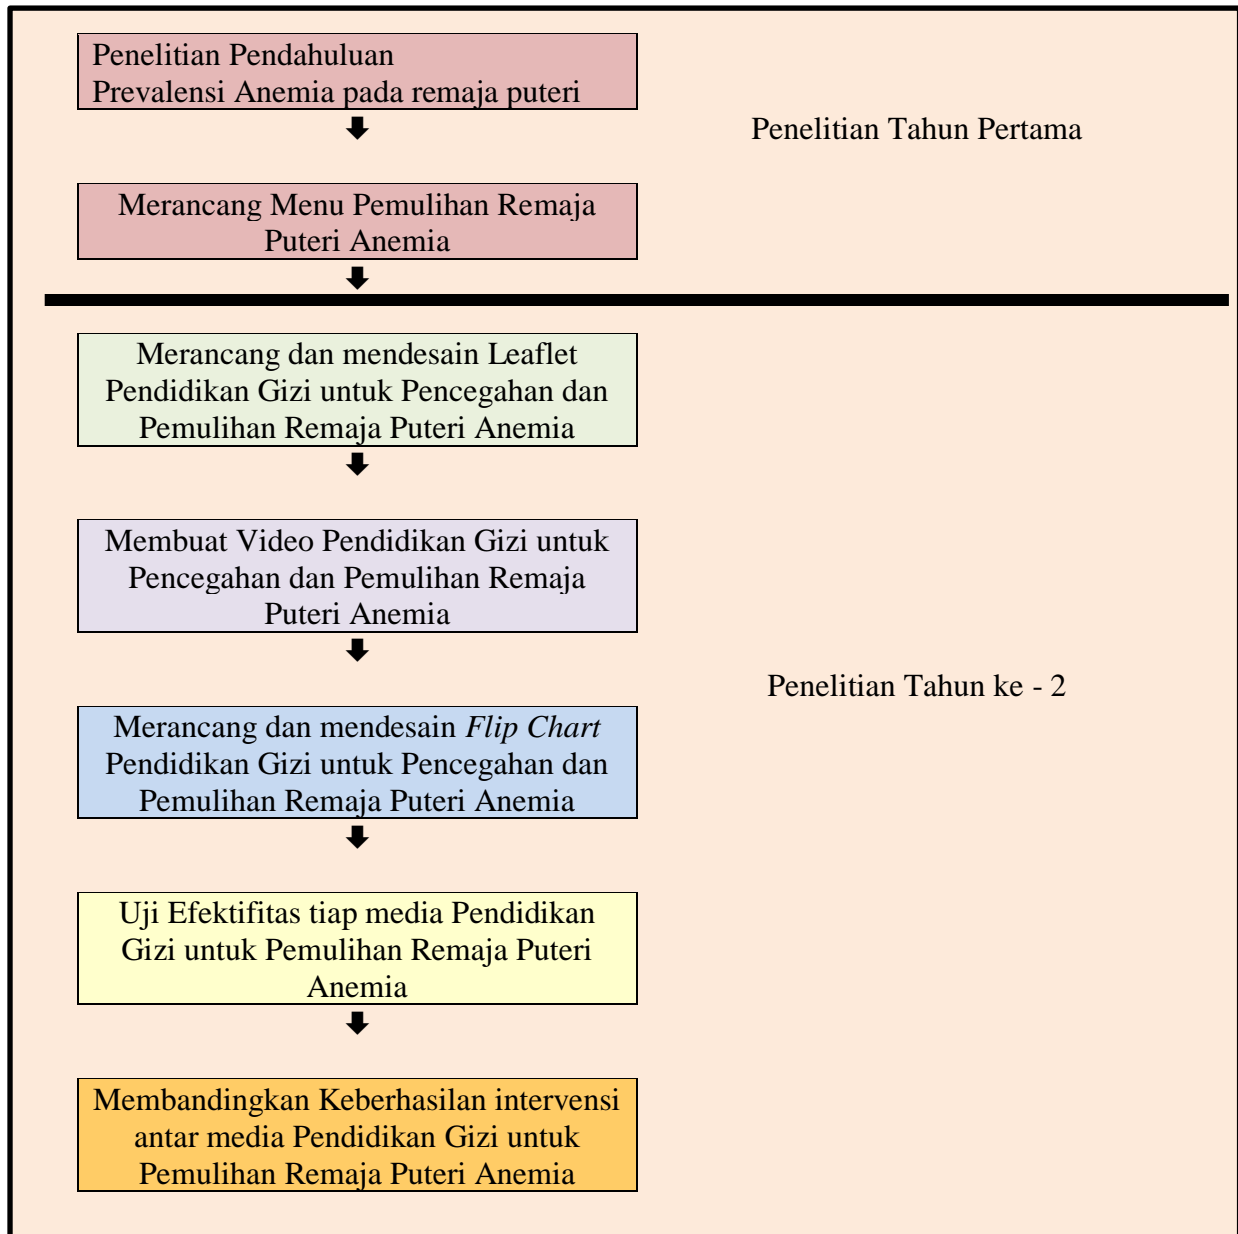 Penelitian Pendahuluan
Prevalensi Anemia pada remaja puteri
Penelitian Tahun Pertama
Merancang Menu Pemulihan Remaja
Puteri Anemia
Merancang dan mendesain Leaflet
Pendidikan Gizi untuk Pencegahan dan
Pemulihan Remaja Puteri Anemia
Membuat Video Pendidikan Gizi untuk
Pencegahan dan Pemulihan Remaja
Puteri Anemia
Penelitian Tahun ke - 2
Merancang dan mendesain Flip Chart
Pendidikan Gizi untuk Pencegahan dan
Pemulihan Remaja Puteri Anemia
Uji Efektifitas tiap media Pendidikan
Gizi untuk Pemulihan Remaja Puteri
Anemia
Membandingkan Keberhasilan intervensi
antar media Pendidikan Gizi untuk
Pemulihan Remaja Puteri Anemia